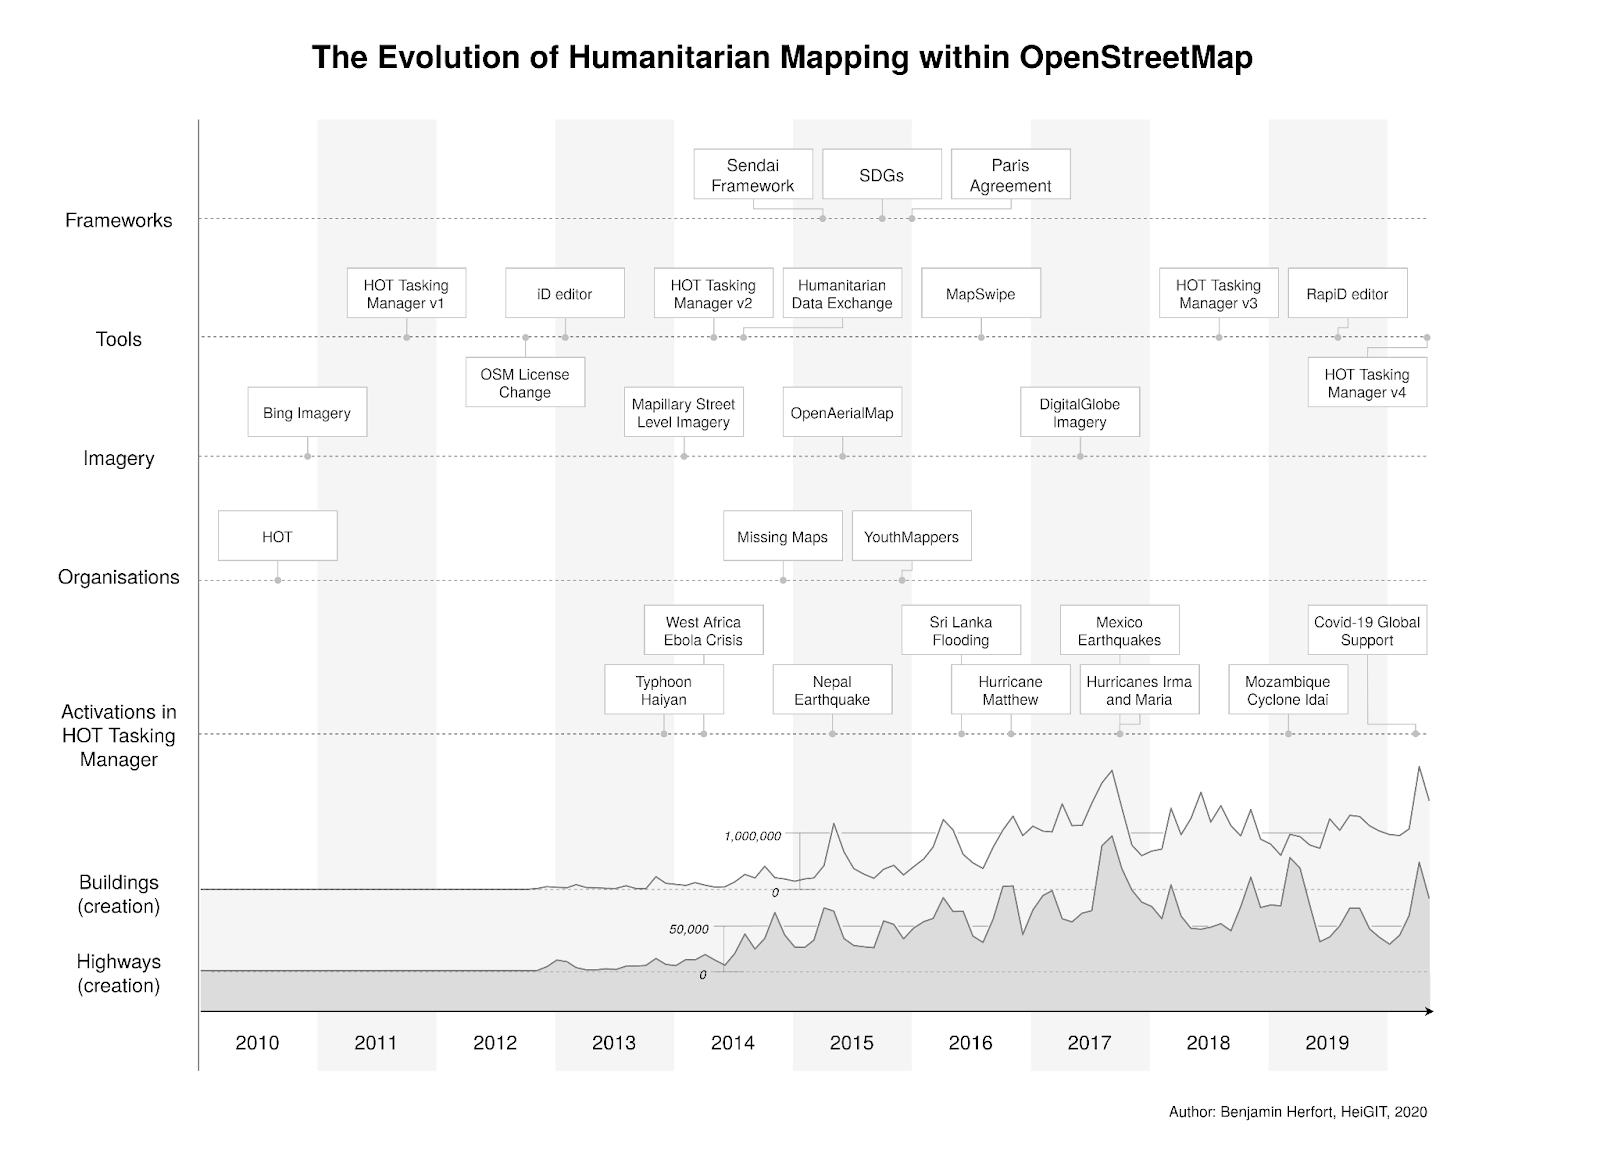 The Evolution of Humanitarian Mapping within OpenStreetMap
Sendai
Framework
SDGs
Paris
Agreement
Frameworks
HOT Tasking
Manager v1
iD editor
HOT Tasking
Manager v2
Humanitarian
Data Exchange
MapSwipe
HOT Tasking
Manager v3
RapiD editor
Tools
OSM License
Change
HOT Tasking
Manager v4
Bing Imagery
Mapillary Street
Level Imagery
OpenAerialMap
DigitalGlobe
Imagery
Imagery
HOT
Missing Maps
YouthMappers
Organisations
West Africa
Ebola Crisis
Sri Lanka
Flooding
Mexico
Earthquakes
Covid-19 Global
Support
Typhoon
Haiyan
Nepal
Earthquake
Hurricane
Matthew
Hurricanes Irma
and Maria
Mozambique
Cyclone Idai
Activations in
HOT Tasking
Manager
1,000,000
0
Buildings
(creation)
50,000
0
Highways
(creation)
2010
2011
2012
2013
2014
2015
2016
2017
2018
2019
Author: Benjamin Herfort, HeiGIT, 2020